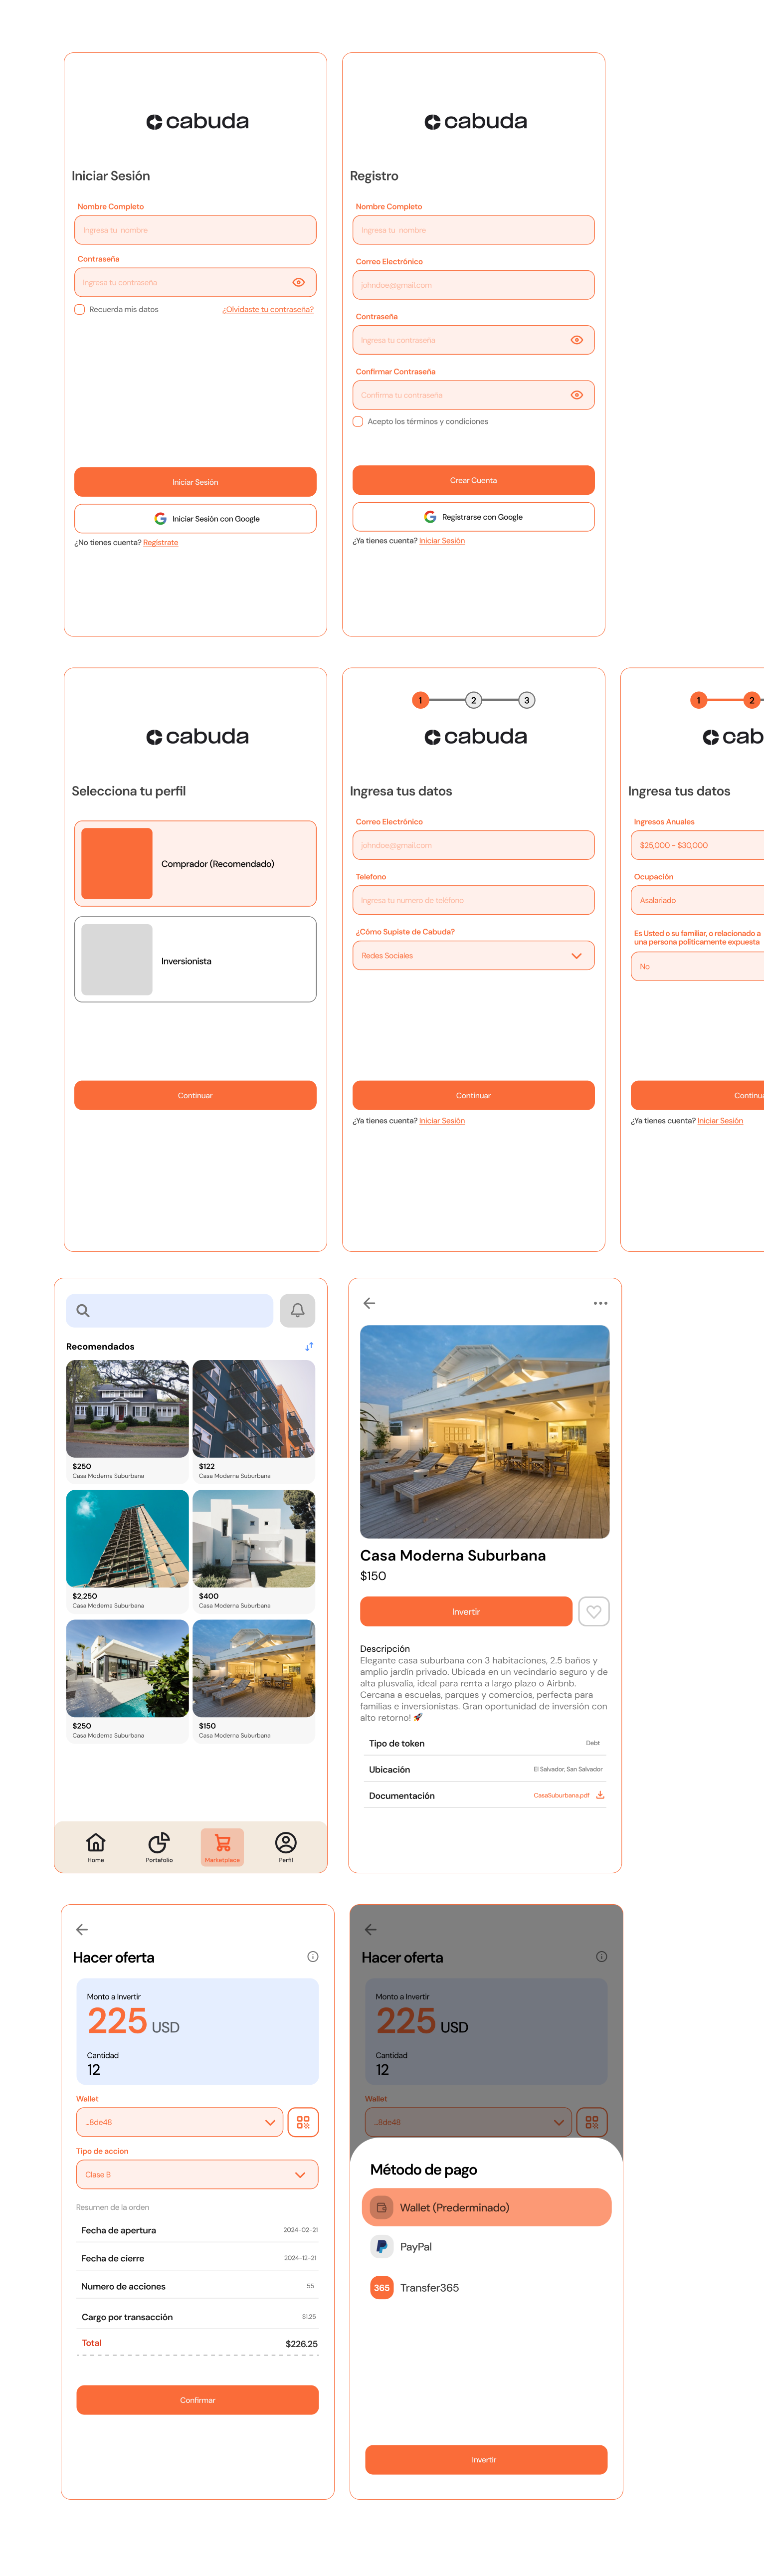 cabuda
Iniciar Sesión
Nombre Completo
Ingresa tu nombre
Contraseña
Ingresa tu contraseña
Recuerda mis datos
¿Olvidaste tu contraseña?
Iniciar Sesión
Iniciar Sesión con Google
¿No tienes cuenta? Regístrate
cabuda
Registro
Nombre Completo
Ingresa tu nombre
Correo Electrónico
johndoe@gmail.com
Contraseña
Ingresa tu contraseña
Confirmar Contraseña
Confirma tu contraseña
Acepto los términos y condiciones
Crear Cuenta
Registrarse con Google
¿Ya tienes cuenta? Iniciar Sesión
cabuda
Selecciona tu perfil
Comprador (Recomendado)
Inversionista
Continuar
1 2 3
cabuda
Ingresa tus datos
Correo Electrónico
johndoe@gmail.com
Telefono
Ingresa tu numero de teléfono
¿Cómo Supiste de Cabuda?
Redes Sociales
Continuar
¿Ya tienes cuenta? Iniciar Sesión
1 2
cab
Ingresa tus datos
Ingresos Anuales
$25,000 - $30,000
Ocupación
Asalariado
Es Usted o su familiar, o relacionado a
una persona políticamente expuesta
No
Continu
¿Ya tienes cuenta? Iniciar Sesión
Recomendados
$250
Casa Moderna Suburbana
$122
Casa Moderna Suburbana
$2,250
Casa Moderna Suburbana
$400
Casa Moderna Suburbana
$250
Casa Moderna Suburbana
$150
Casa Moderna Suburbana
Home
Portafolio
Marketplace
Perfil
Casa Moderna Suburbana
$150
Invertir
Descripción
Elegante casa suburbana con 3 habitaciones, 2.5 baños y
amplio jardín privado. Ubicada en un vecindario seguro y de
alta plusvalía, ideal para renta a largo plazo o Airbnb.
Cercana a escuelas, parques y comercios, perfecta para
familias e inversionistas. Gran oportunidad de inversión con
alto retorno! 🚀
Tipo de token
Debt
Ubicación
El Salvador, San Salvador
Documentación
CasaSuburbana.pdf
Hacer oferta
Monto a Invertir
225 USD
Cantidad
12
Wallet
...8de48
Tipo de accion
Clase B
Resumen de la orden
Fecha de apertura
2024-02-21
Fecha de cierre
2024-12-21
Numero de acciones
55
Cargo por transacción
$1.25
Total
$226.25
Confirmar
Hacer oferta
Monto a Invertir
225 USD
Cantidad
12
Wallet
...8de48
Método de pago
Wallet (Prederminado)
PayPal
365 Transfer365
Invertir